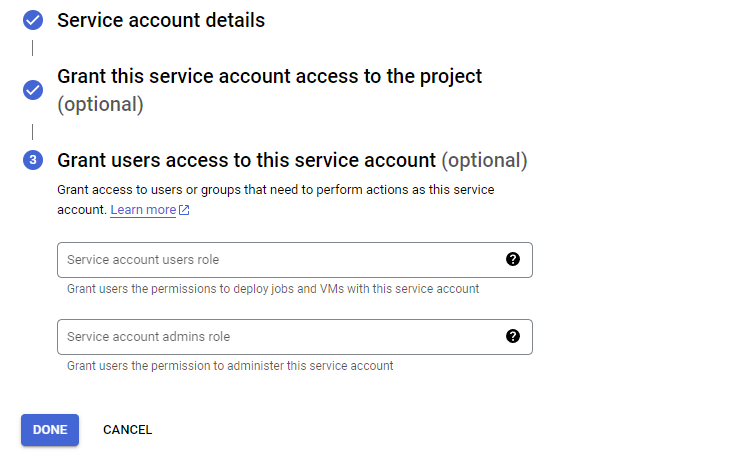 Service account details
Grant this service account access to the project
(optional)
3 Grant users access to this service account (optional)
Grant access to users or groups that need to perform actions as this service
account. Learn more
Service account users role ?
Grant users the permissions to deploy jobs and VMs with this service account
Service account admins role ?
Grant users the permission to administer this service account
DONE CANCEL